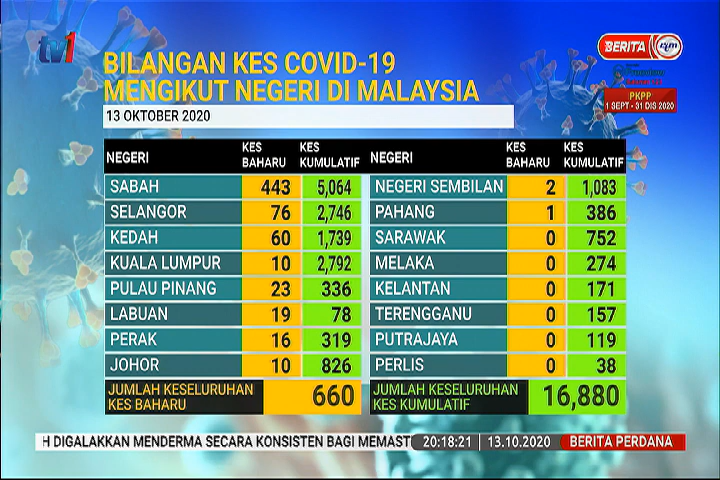 tv1
BERITA rtm
BILANGAN KES COVID-19
MENGIKUT NEGERI DI MALAYSIA
PKPP
1 SEPT - 31 DIS 2020
13 OKTOBER 2020
NEGERI KES BAHARU KES KUMULATIF NEGERI KES BAHARU KES KUMULATIF
SABAH 443 5,064 NEGERI SEMBILAN 2 1,083
SELANGOR 76 2,746 PAHANG 1 386
KEDAH 60 1,739 SARAWAK 0 752
KUALA LUMPUR 10 2,792 MELAKA 0 274
PULAU PINANG 23 336 KELANTAN 0 171
LABUAN 19 78 TERENGGANU 0 157
PERAK 16 319 PUTRAJAYA 0 119
JOHOR 10 826 PERLIS 0 38
JUMLAH KESELURUHAN KES BAHARU 660 JUMLAH KESELURUHAN KES KUMULATIF 16,880
H DIGALAKKAN MENDERMA SECARA KONSISTEN BAGI MEMAST 20:18:21 13.10.2020 BERITA PERDANA